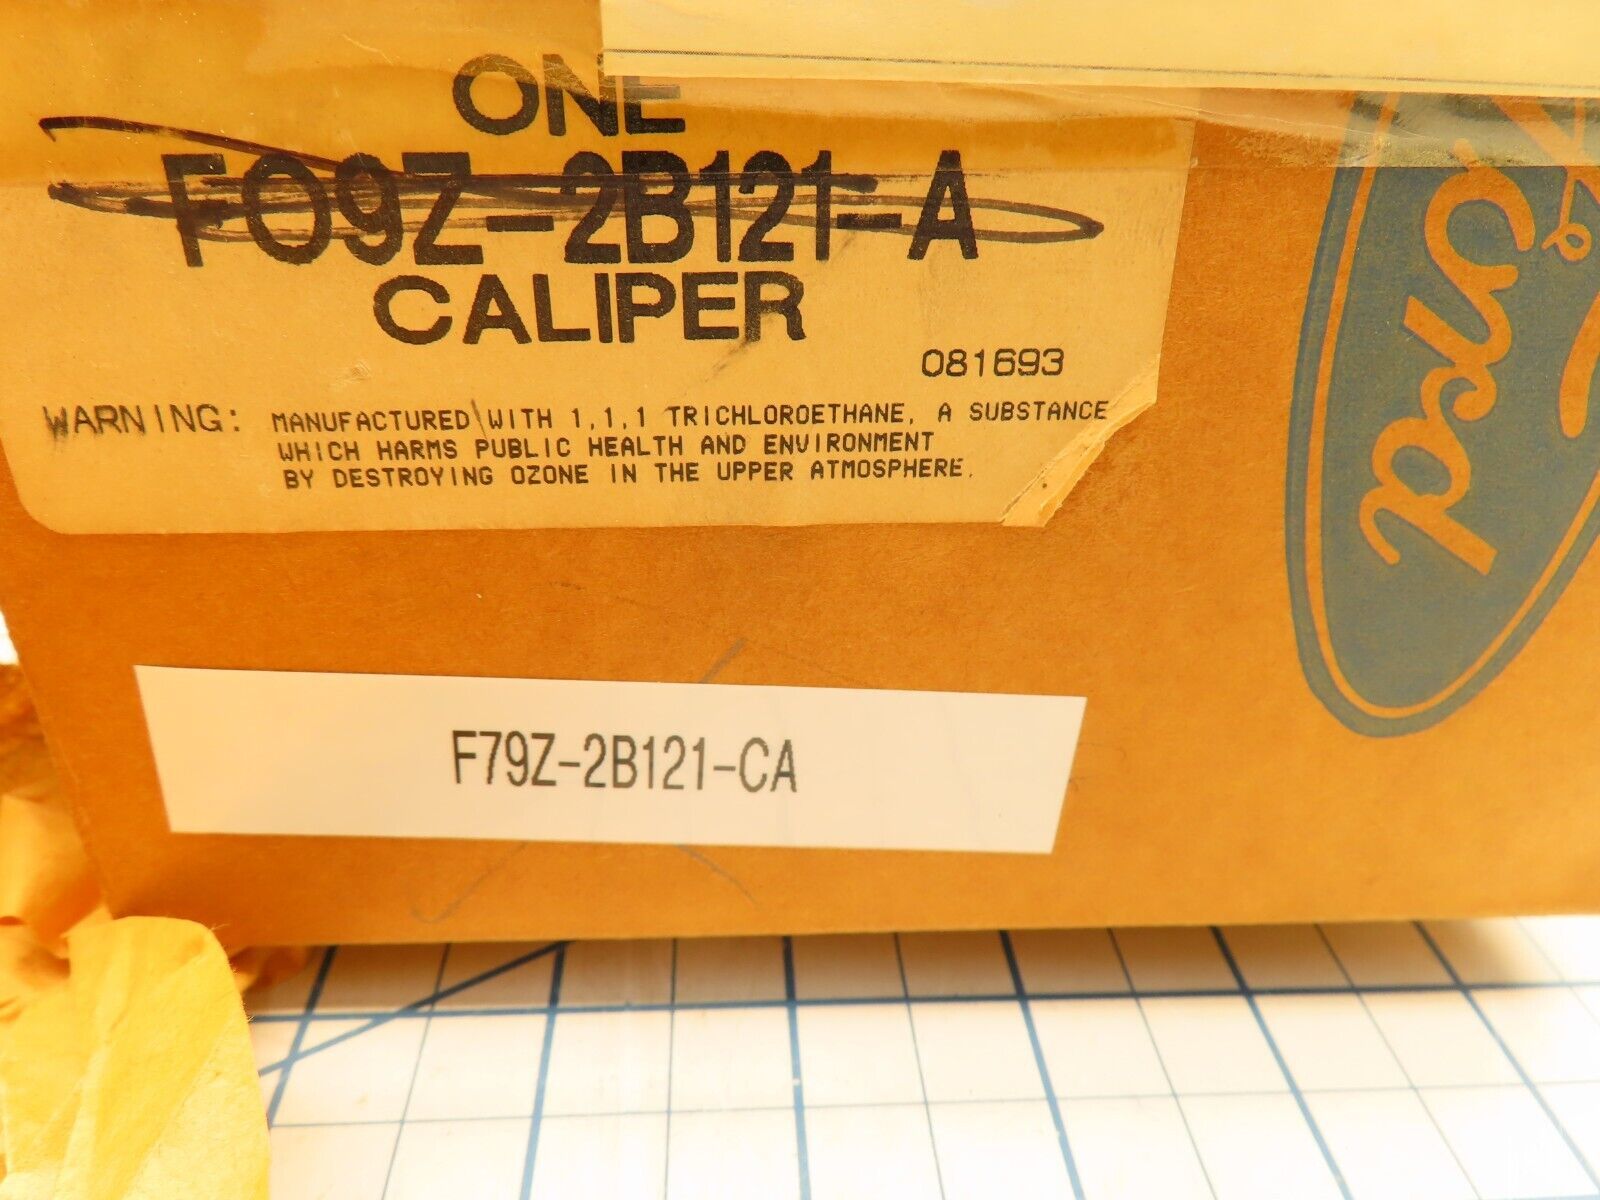 ONE
FO9Z-2B121-A
CALIPER
081693
WARNING: MANUFACTURED WITH 1,1,1 TRICHLOROETHANE, A SUBSTANCE
WHICH HARMS PUBLIC HEALTH AND ENVIRONMENT
BY DESTROYING OZONE IN THE UPPER ATMOSPHERE.
Ford
F79Z-2B121-CA